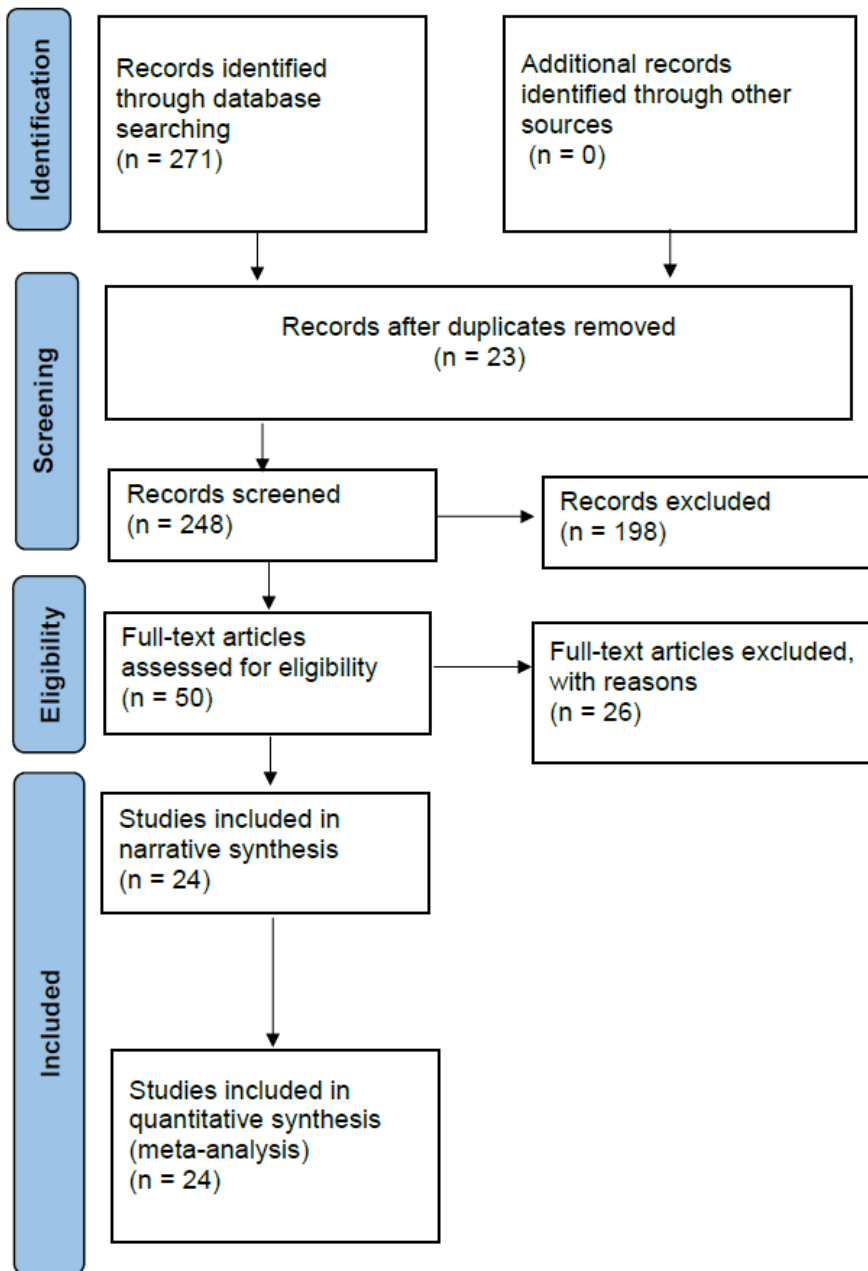 Identification
Records identified
through database
searching
(n = 271)
Additional records
identified through other
sources
(n = 0)
Screening
Records after duplicates removed
(n = 23)
Records screened
(n = 248)
Records excluded
(n = 198)
Eligibility
Full-text articles
assessed for eligibility
(n = 50)
Full-text articles excluded,
with reasons
(n = 26)
Included
Studies included in
narrative synthesis
(n = 24)
Studies included in
quantitative synthesis
(meta-analysis)
(n = 24)